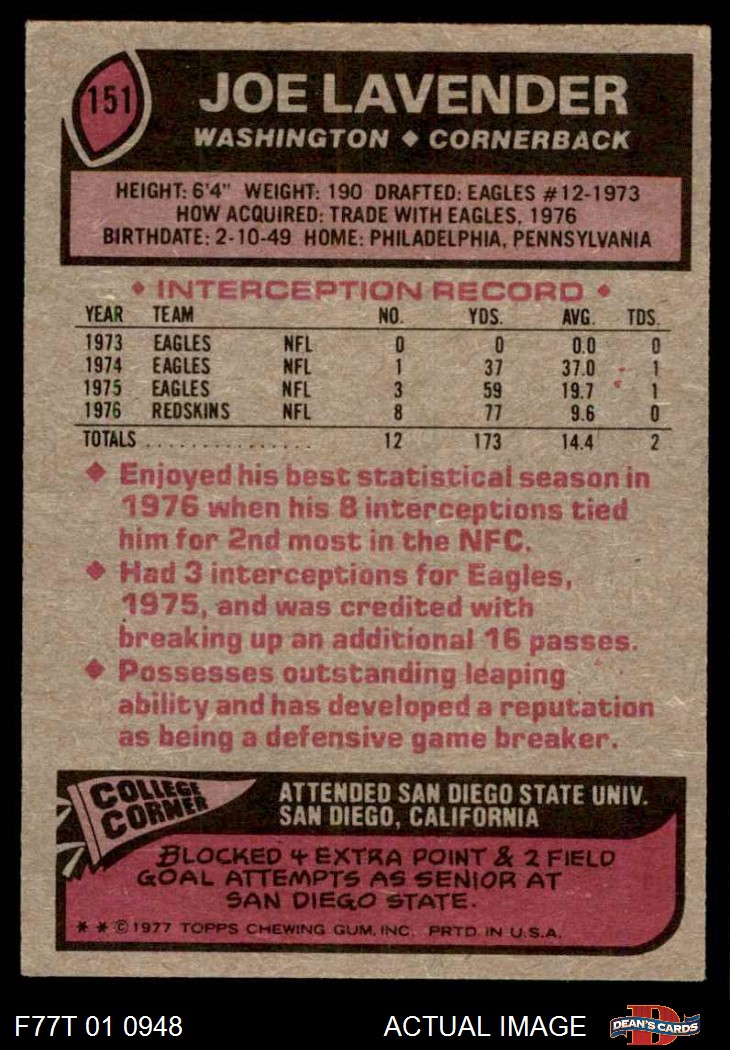 151
JOE LAVENDER
WASHINGTON ◆ CORNERBACK
HEIGHT: 6'4" WEIGHT: 190 DRAFTED: EAGLES #12-1973
HOW ACQUIRED: TRADE WITH EAGLES, 1976
BIRTHDATE: 2-10-49 HOME: PHILADELPHIA, PENNSYLVANIA
◆ INTERCEPTION RECORD ◆
YEAR TEAM NO. YDS. AVG. TDS.
1973 EAGLES NFL 0 0 0.0 0
1974 EAGLES NFL 1 37 37.0 1
1975 EAGLES NFL 3 59 19.7 1
1976 REDSKINS NFL 8 77 9.6 0
TOTALS ................ 12 173 14.4 2
◆ Enjoyed his best statistical season in
1976 when his 8 interceptions tied
him for 2nd most in the NFC.
◆ Had 3 interceptions for Eagles,
1975, and was credited with
breaking up an additional 16 passes.
◆ Possesses outstanding leaping
ability and has developed a reputation
as being a defensive game breaker.
COLLEGE
CORNER
ATTENDED SAN DIEGO STATE UNIV.
SAN DIEGO, CALIFORNIA
BLOCKED 4 EXTRA POINT & 2 FIELD
GOAL ATTEMPTS AS SENIOR AT
SAN DIEGO STATE.
* * © 1977 TOPPS CHEWING GUM, INC. PRTD. IN U.S.A.
F77T 01 0948 ACTUAL IMAGE
D
DEAN'S CARDS